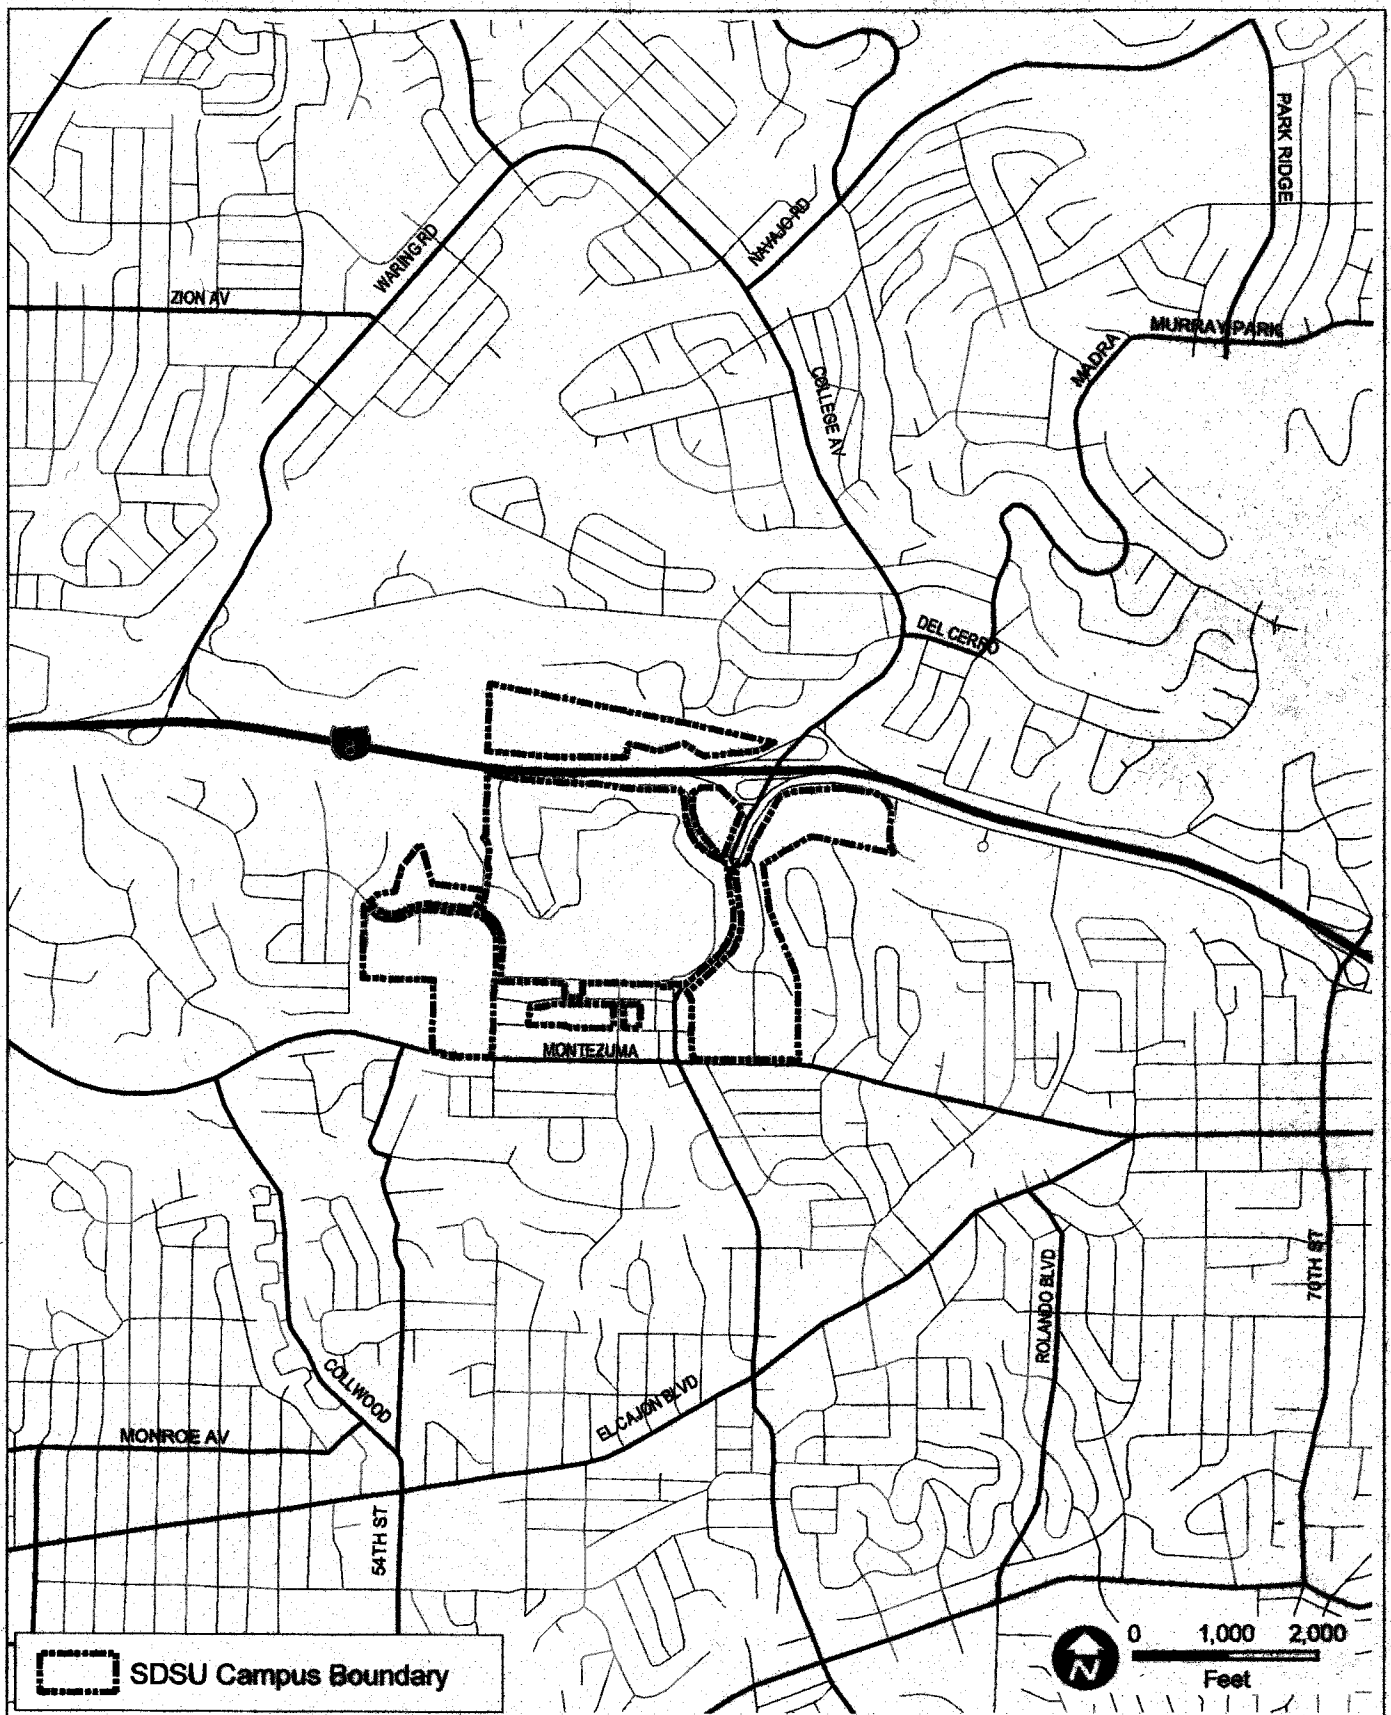 PARK RIDGE
NAVAJO RD
WARING RD
ZION AV
MURRAY PARK
MADRA
COLLEGE AV
DEL CERRO
8
MONTEZUMA
70TH ST
ROLANDO BLVD
COLLWOOD
EL CAJON BLVD
MONROE AV
54TH ST
SDSU Campus Boundary
N
0 1,000 2,000
Feet